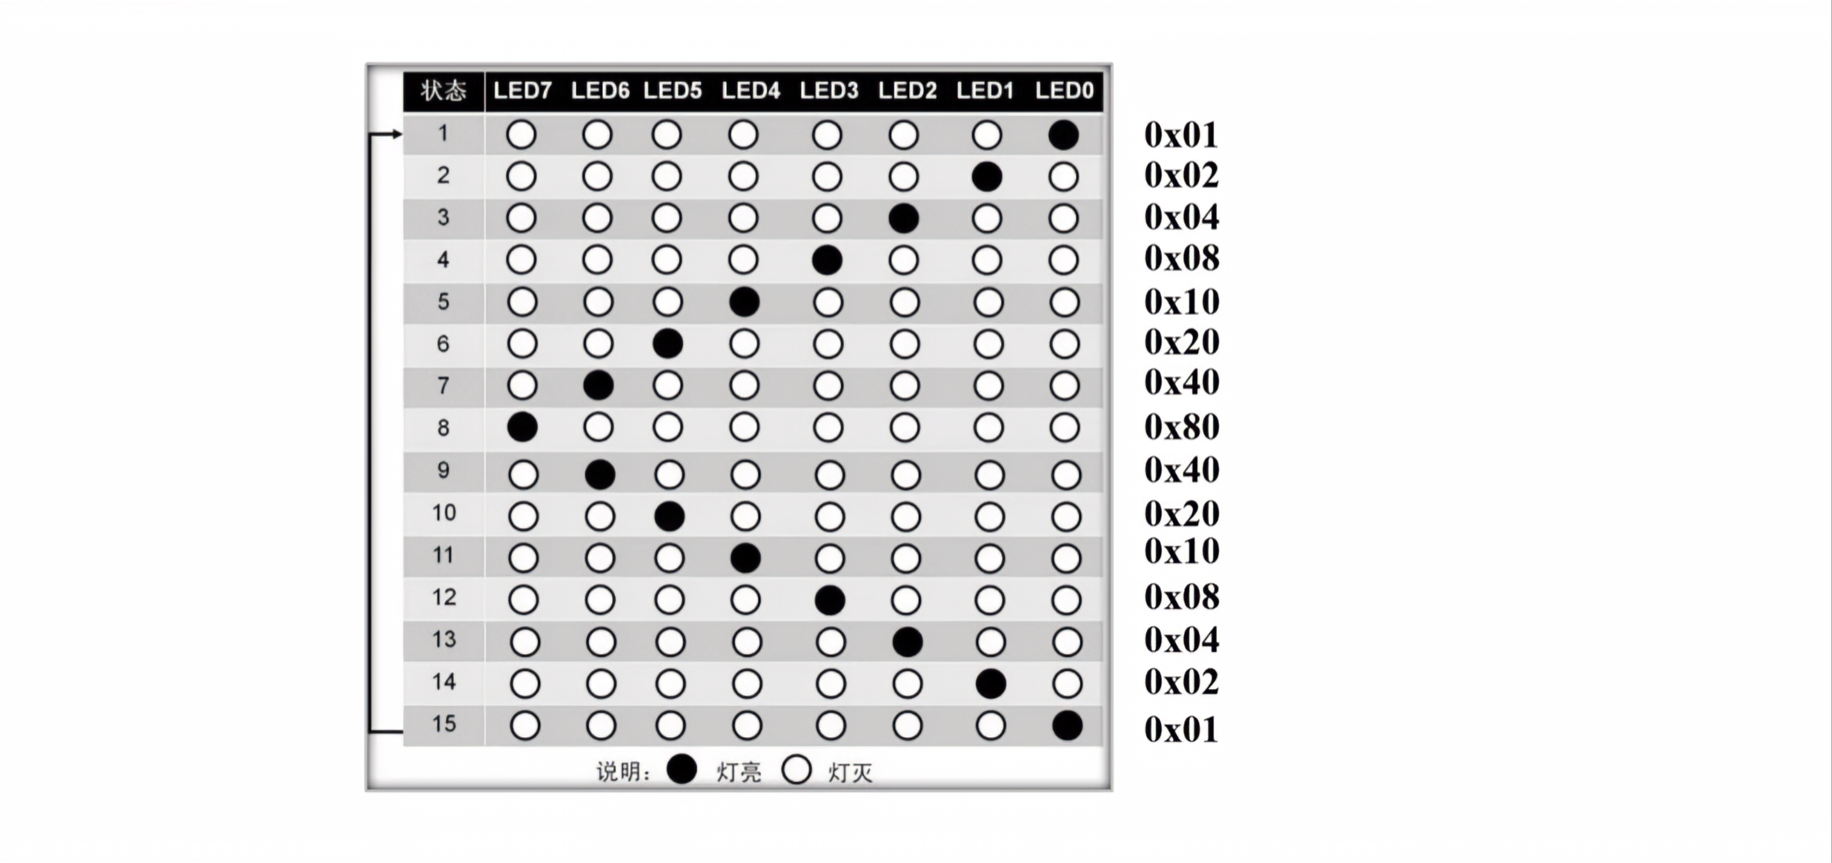 状态 LED7 LED6 LED5 LED4 LED3 LED2 LED1 LED0
1 0x01
2 0x02
3 0x04
4 0x08
5 0x10
6 0x20
7 0x40
8 0x80
9 0x40
10 0x20
11 0x10
12 0x08
13 0x04
14 0x02
15 0x01
说明： 灯亮 灯灭